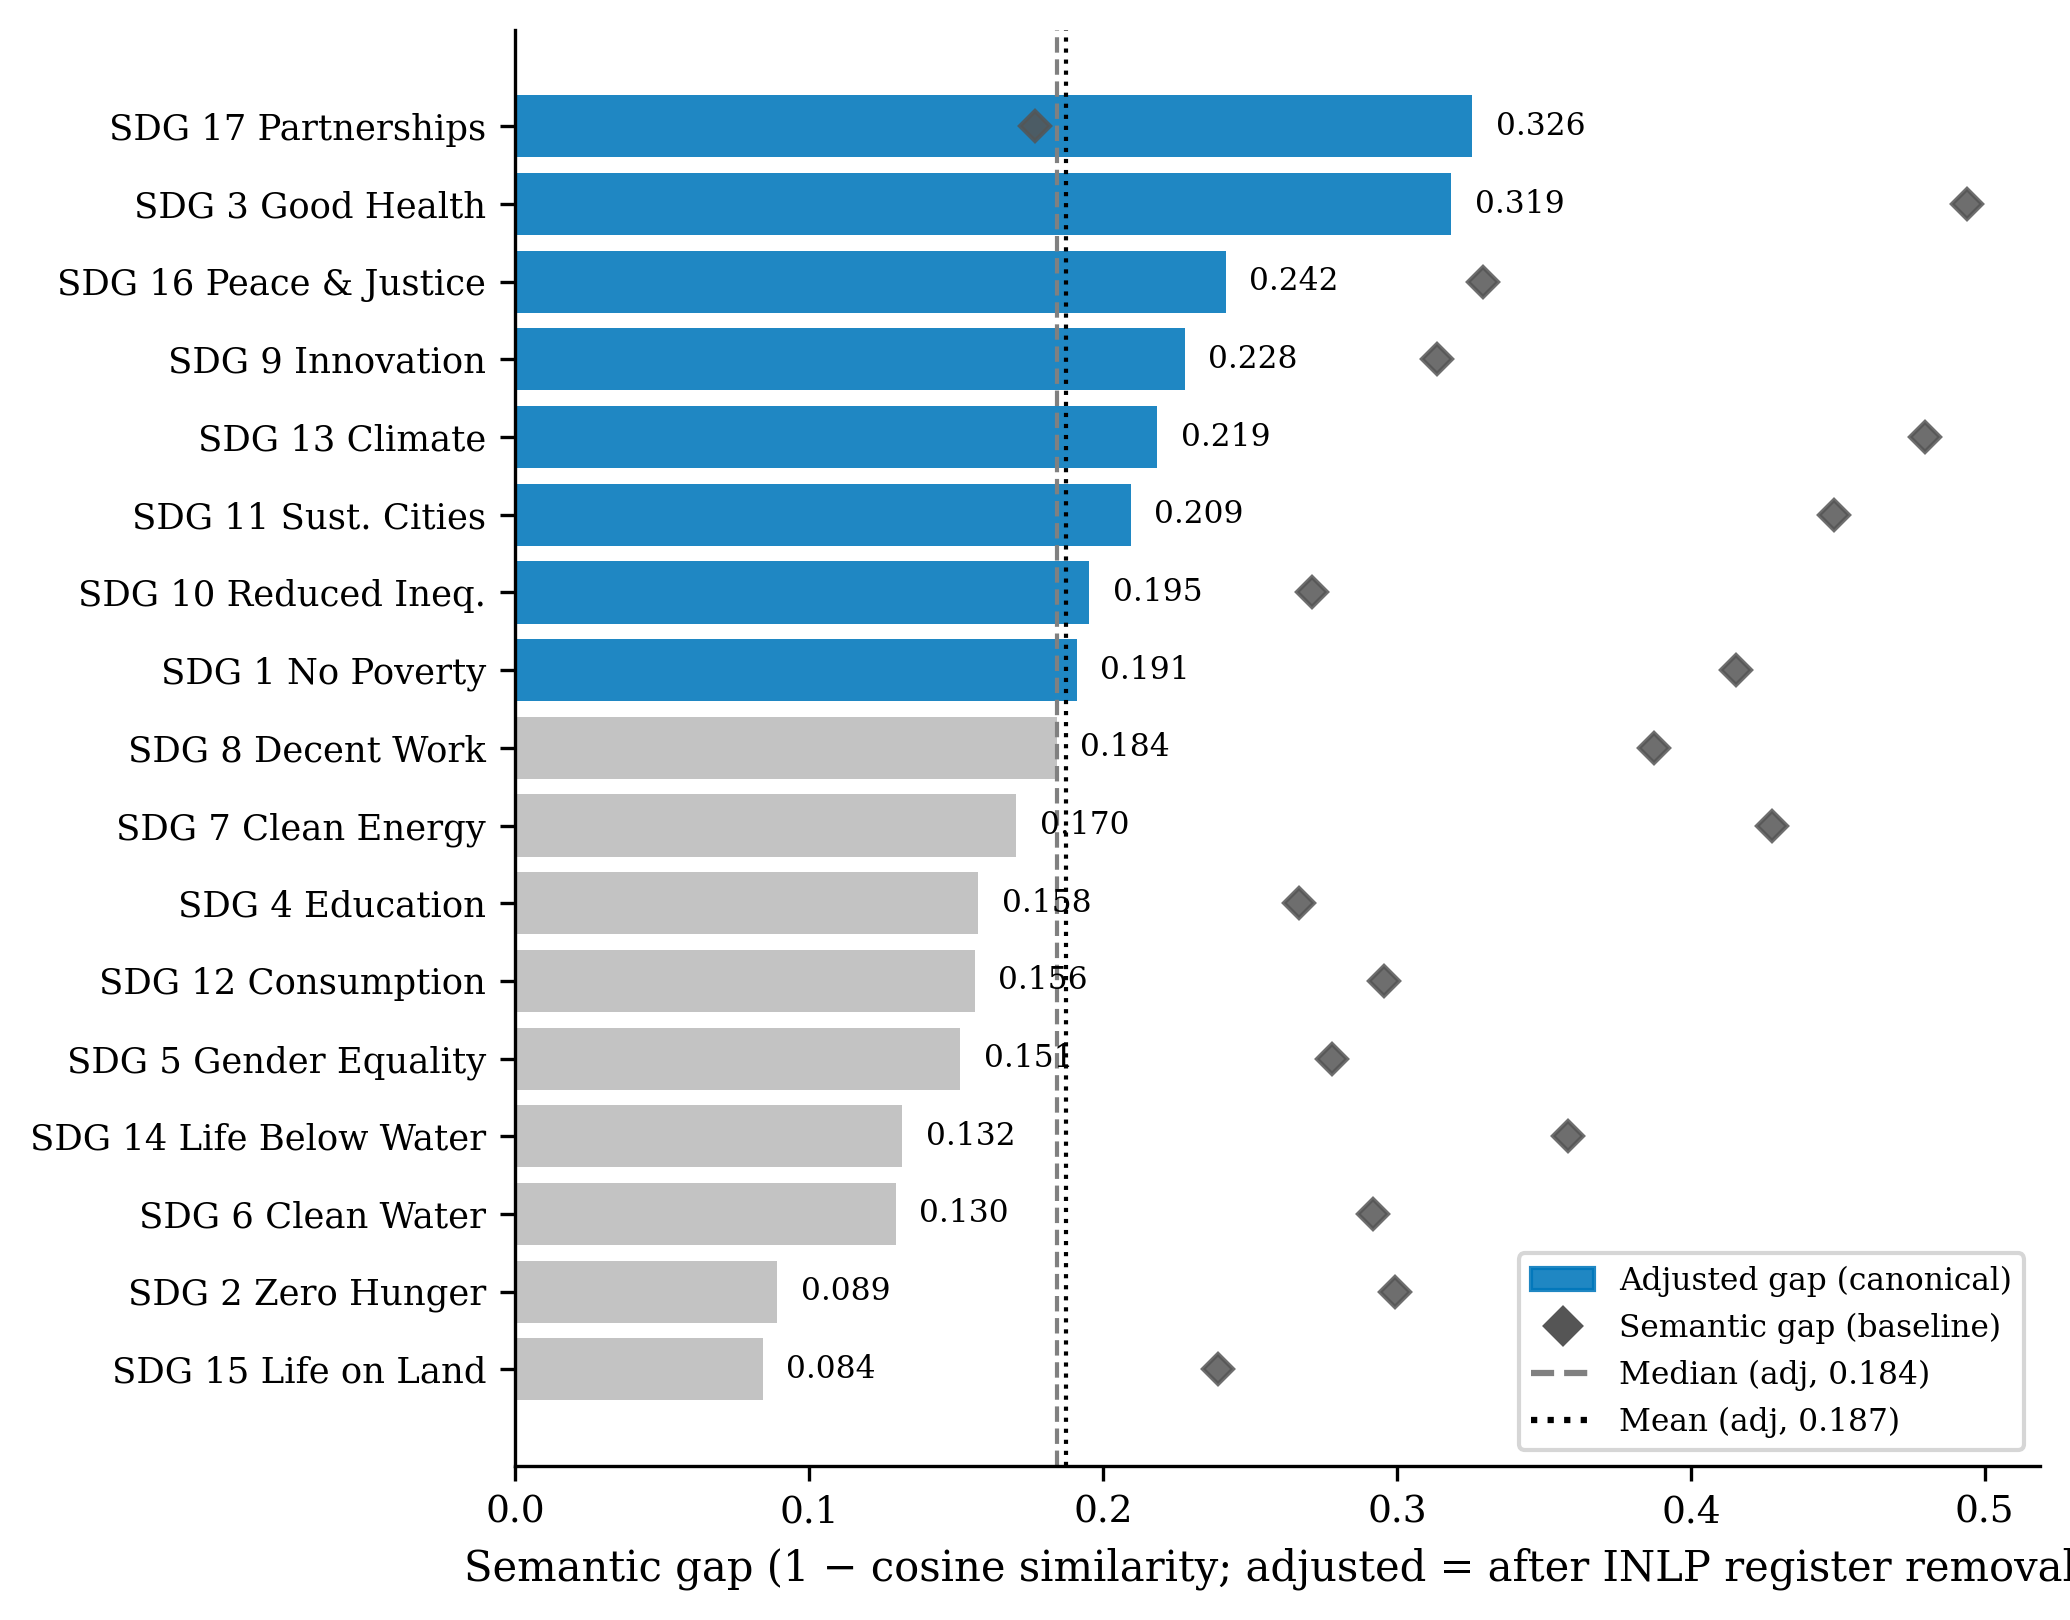 SDG 17 Partnerships 0.326
SDG 3 Good Health 0.319
SDG 16 Peace & Justice 0.242
SDG 9 Innovation 0.228
SDG 13 Climate 0.219
SDG 11 Sust. Cities 0.209
SDG 10 Reduced Ineq. 0.195
SDG 1 No Poverty 0.191
SDG 8 Decent Work 0.184
SDG 7 Clean Energy 0.170
SDG 4 Education 0.158
SDG 12 Consumption 0.156
SDG 5 Gender Equality 0.151
SDG 14 Life Below Water 0.132
SDG 6 Clean Water 0.130
SDG 2 Zero Hunger 0.089
SDG 15 Life on Land 0.084
Adjusted gap (canonical)
Semantic gap (baseline)
Median (adj, 0.184)
Mean (adj, 0.187)
0.0 0.1 0.2 0.3 0.4 0.5
Semantic gap (1 − cosine similarity; adjusted = after INLP register removal